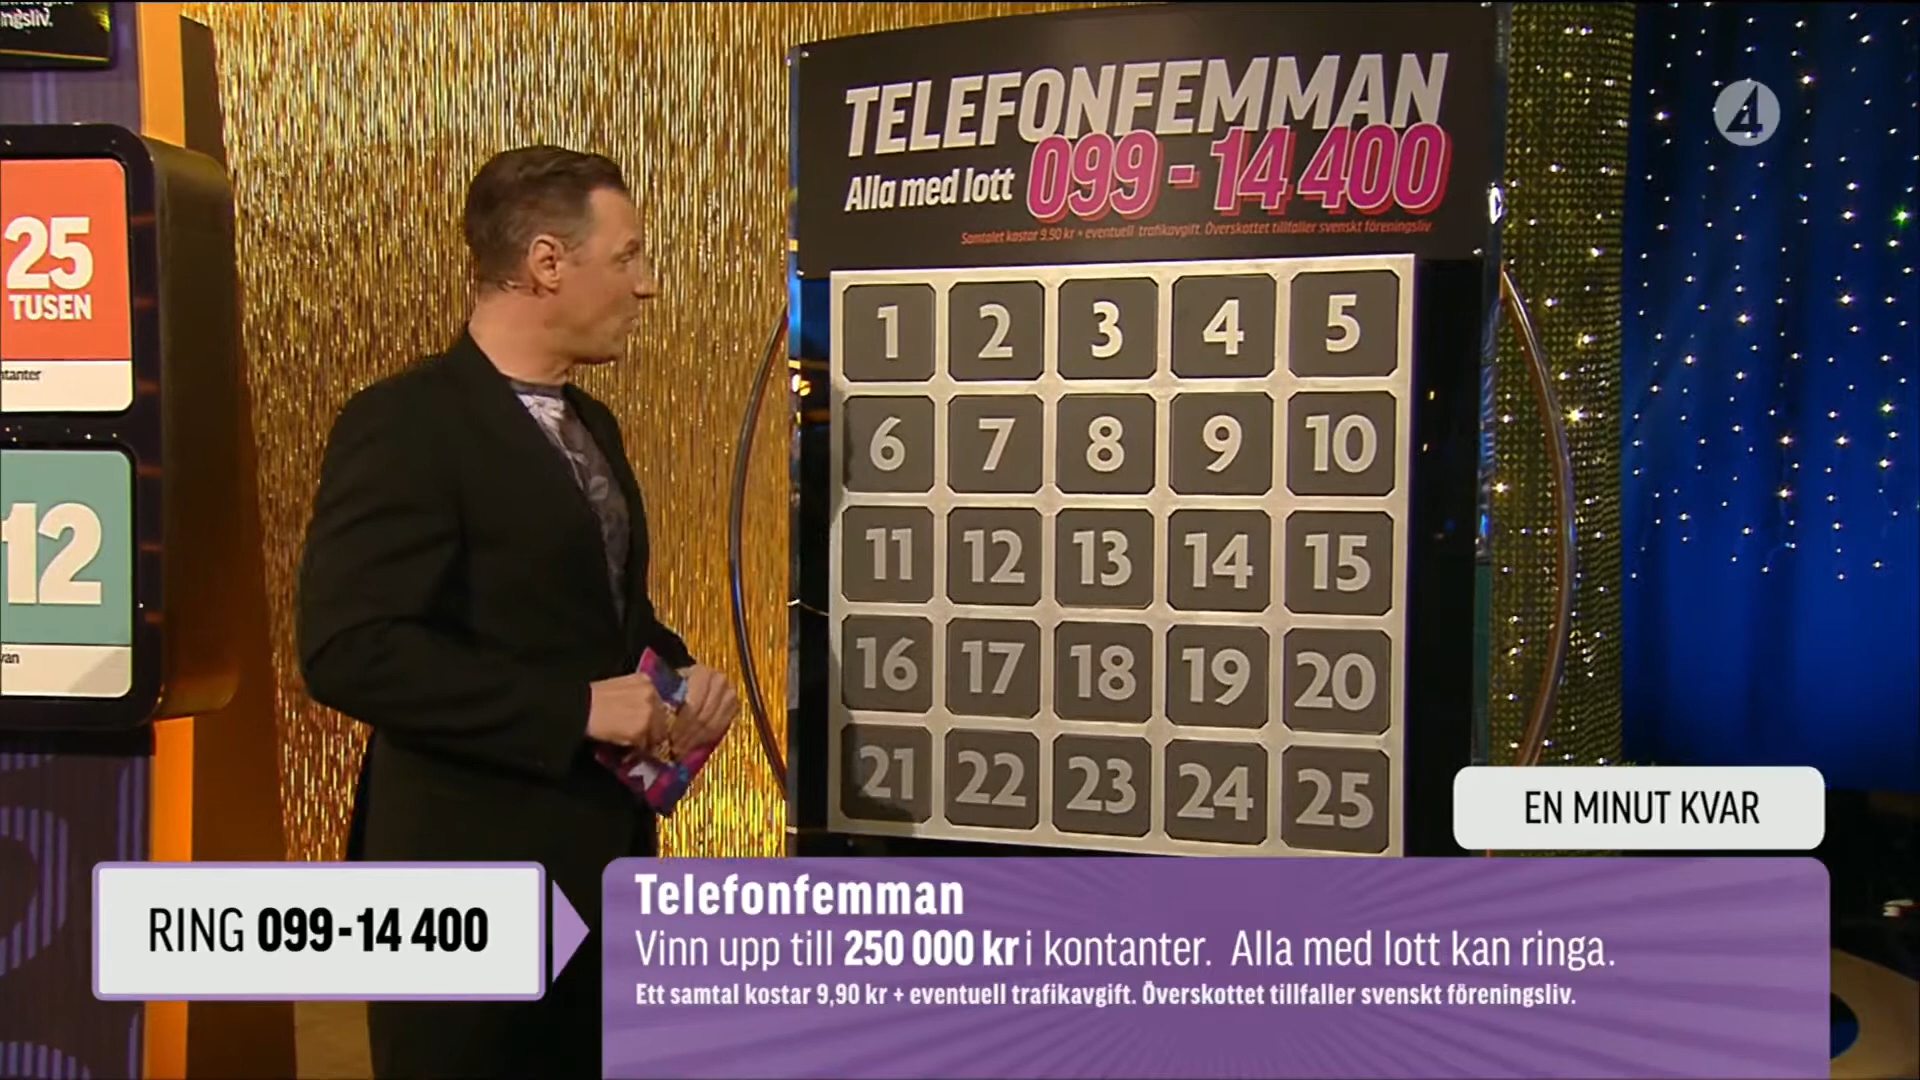 ngsliv.
25
TUSEN
ntanter
12
van
TELEFONFEMMAN
Alla med lott 099-14 400
Samtalet kostar 9,90 kr + eventuell trafikavgift. Överskottet tillfaller svenskt föreningsliv
4
1 2 3 4 5
6 7 8 9 10
11 12 13 14 15
16 17 18 19 20
21 22 23 24 25
EN MINUT KVAR
RING 099-14 400
Telefonfemman
Vinn upp till 250 000 kr i kontanter. Alla med lott kan ringa.
Ett samtal kostar 9,90 kr + eventuell trafikavgift. Överskottet tillfaller svenskt föreningsliv.